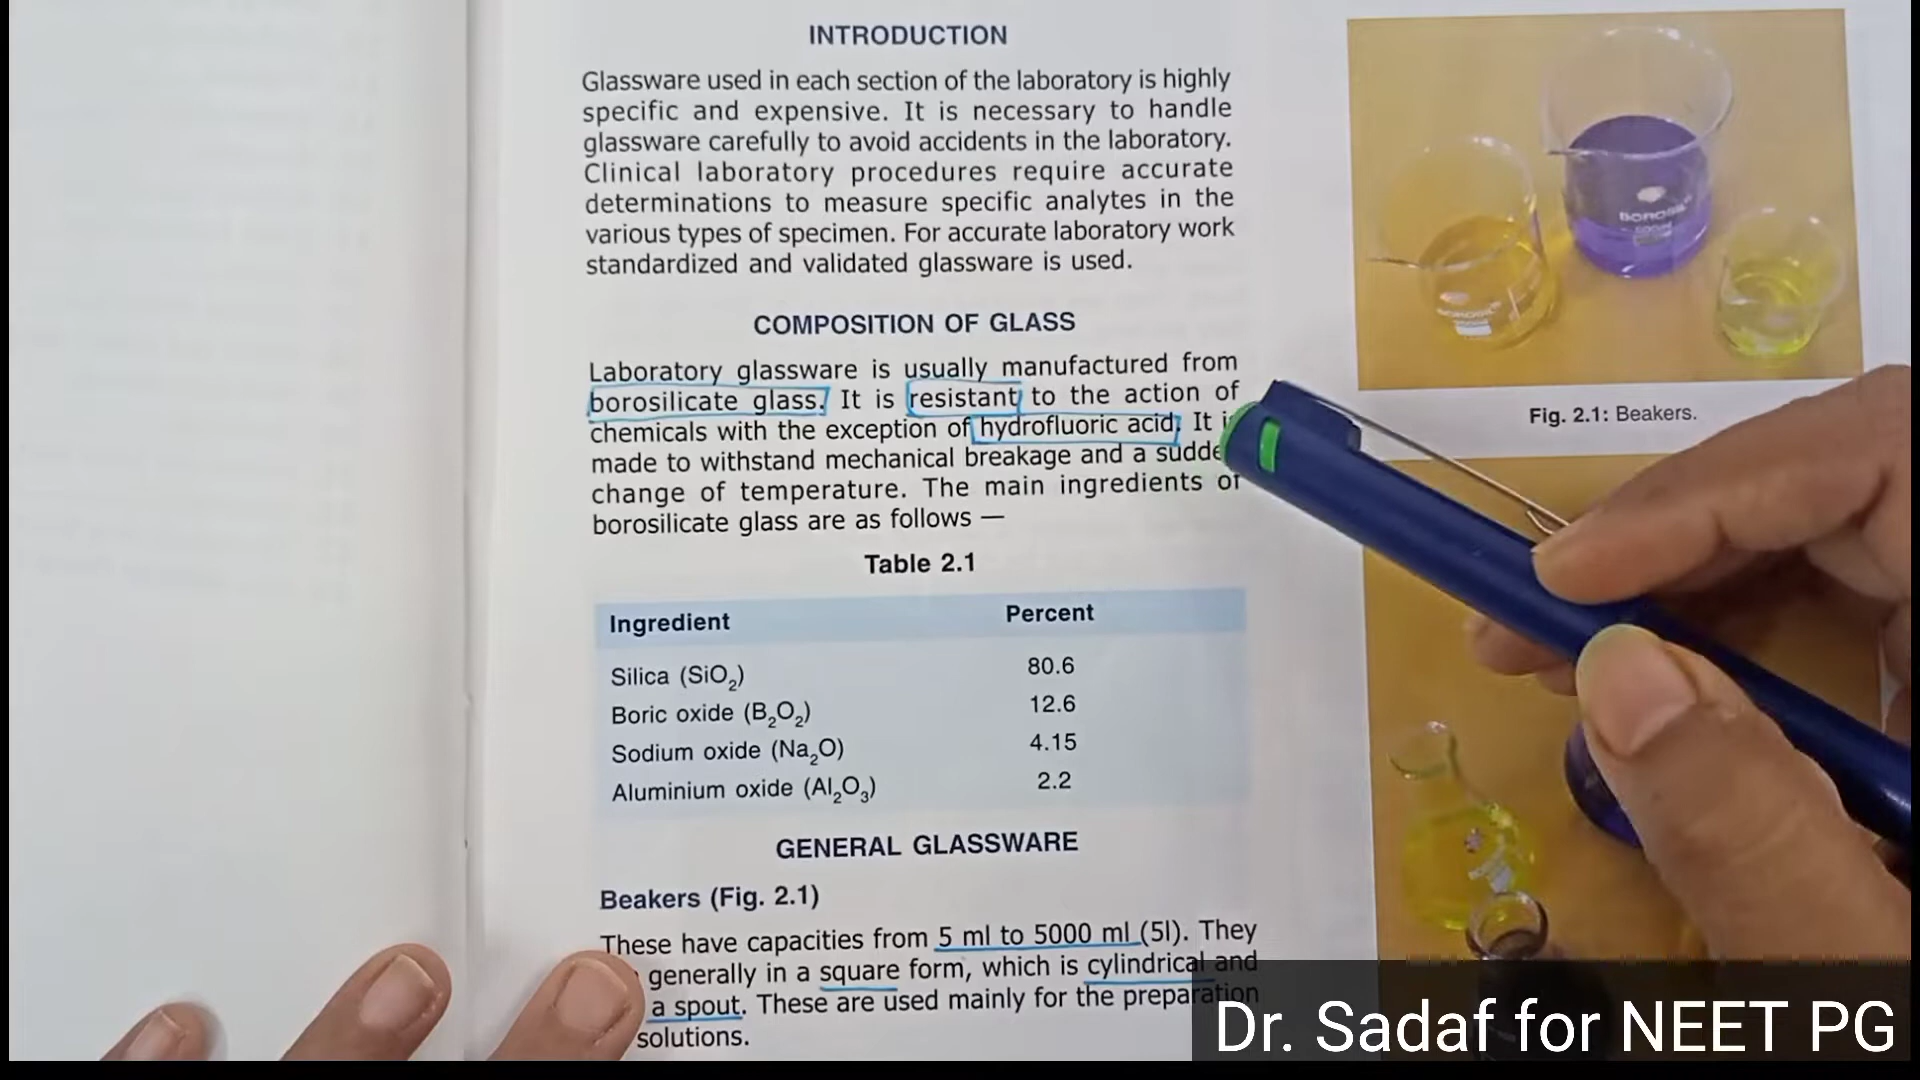 INTRODUCTION
Glassware used in each section of the laboratory is highly
specific and expensive. It is necessary to handle
glassware carefully to avoid accidents in the laboratory.
Clinical laboratory procedures require accurate
determinations to measure specific analytes in the
various types of specimen. For accurate laboratory work
standardized and validated glassware is used.
COMPOSITION OF GLASS
Laboratory glassware is usually manufactured from
borosilicate glass. It is resistant to the action of
chemicals with the exception of hydrofluoric acid. It
made to withstand mechanical breakage and a
change of temperature. The main ingredients of
borosilicate glass are as follows —
Table 2.1
Ingredient Percent
Silica (SiO₂) 80.6
Boric oxide (B₂O₂) 12.6
Sodium oxide (Na₂O) 4.15
Aluminium oxide (Al₂O₃) 2.2
GENERAL GLASSWARE
Beakers (Fig. 2.1)
These have capacities from 5 ml to 5000 ml (5l). They
generally in a square form, which is cylindrical and
a spout. These are used mainly for the preparation
solutions.
BOROSIL
Fig. 2.1: Beakers.
Dr. Sadaf for NEET PG